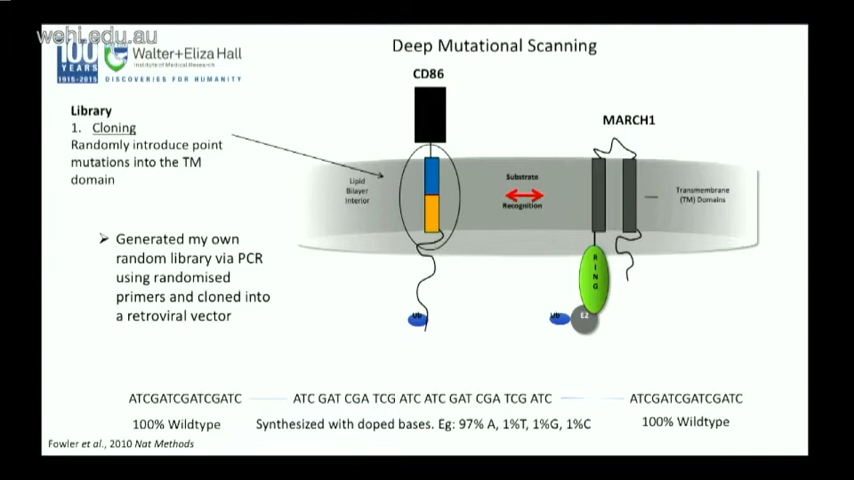 wehi.edu.au
100
YEARS
1915-2015
Walter+Eliza Hall
Institute of Medical Research
DISCOVERIES FOR HUMANITY
Deep Mutational Scanning
CD86
MARCH1
Library
1. Cloning
Randomly introduce point
mutations into the TM
domain
Lipid
Bilayer
Interior
Substrate
Recognition
Transmembrane
(TM) Domains
➢ Generated my own
random library via PCR
using randomised
primers and cloned into
a retroviral vector
R
I
N
G
Ub
Ub
E2
ATCGATCGATCGATC
ATC GAT CGA TCG ATC ATC GAT CGA TCG ATC
ATCGATCGATCGATC
100% Wildtype
Synthesized with doped bases. Eg: 97% A, 1%T, 1%G, 1%C
100% Wildtype
Fowler et al., 2010 Nat Methods